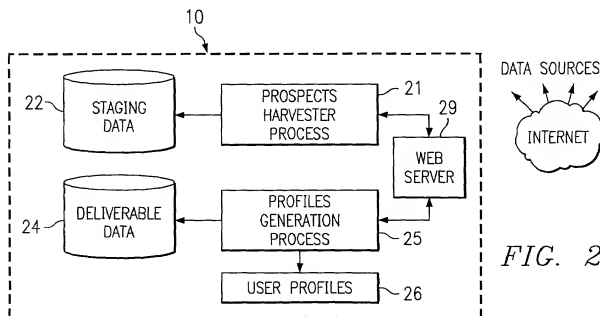 10
22
STAGING
DATA
PROSPECTS
HARVESTER
PROCESS
21
29
WEB
SERVER
DATA SOURCES
INTERNET
24
DELIVERABLE
DATA
PROFILES
GENERATION
PROCESS
25
USER PROFILES
26
FIG. 2